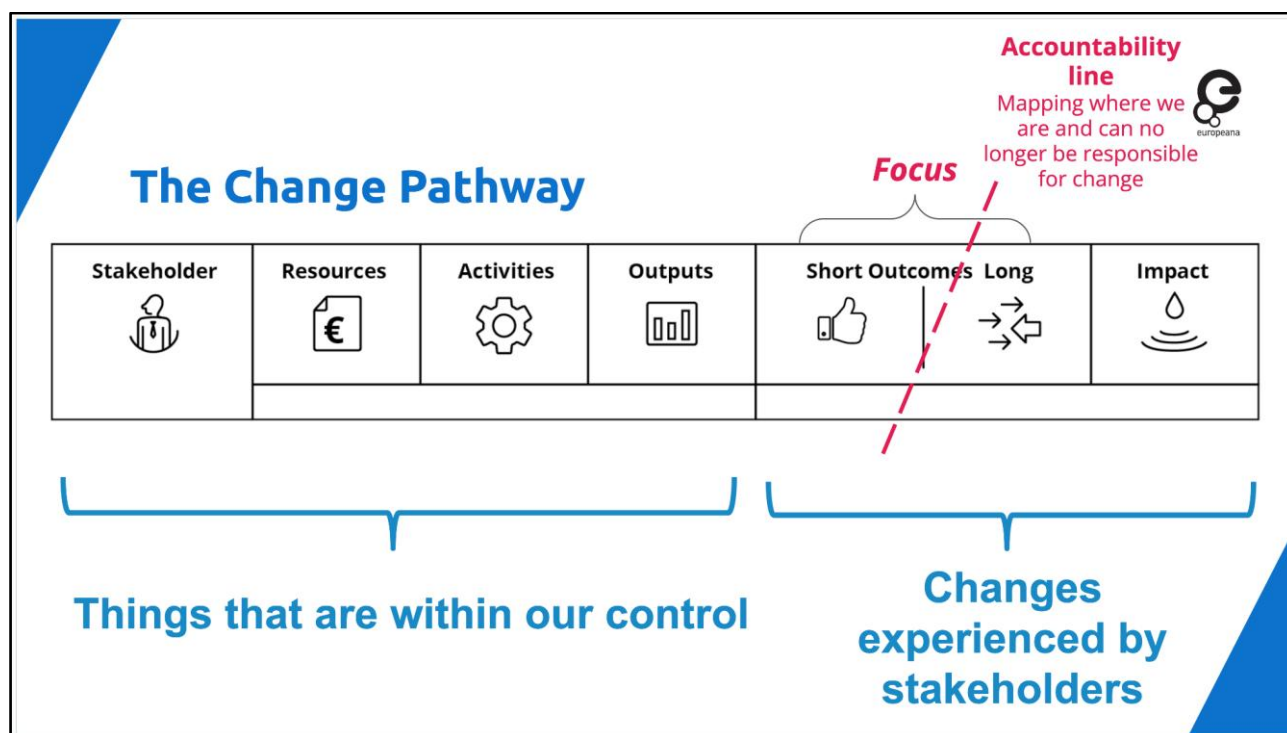 Accountability
line
Mapping where we
are and can no
longer be responsible
for change
europeana
The Change Pathway
Focus
Stakeholder
Resources
€
Activities
Outputs
Short Outcomes Long
Impact
Things that are within our control
Changes
experienced by
stakeholders